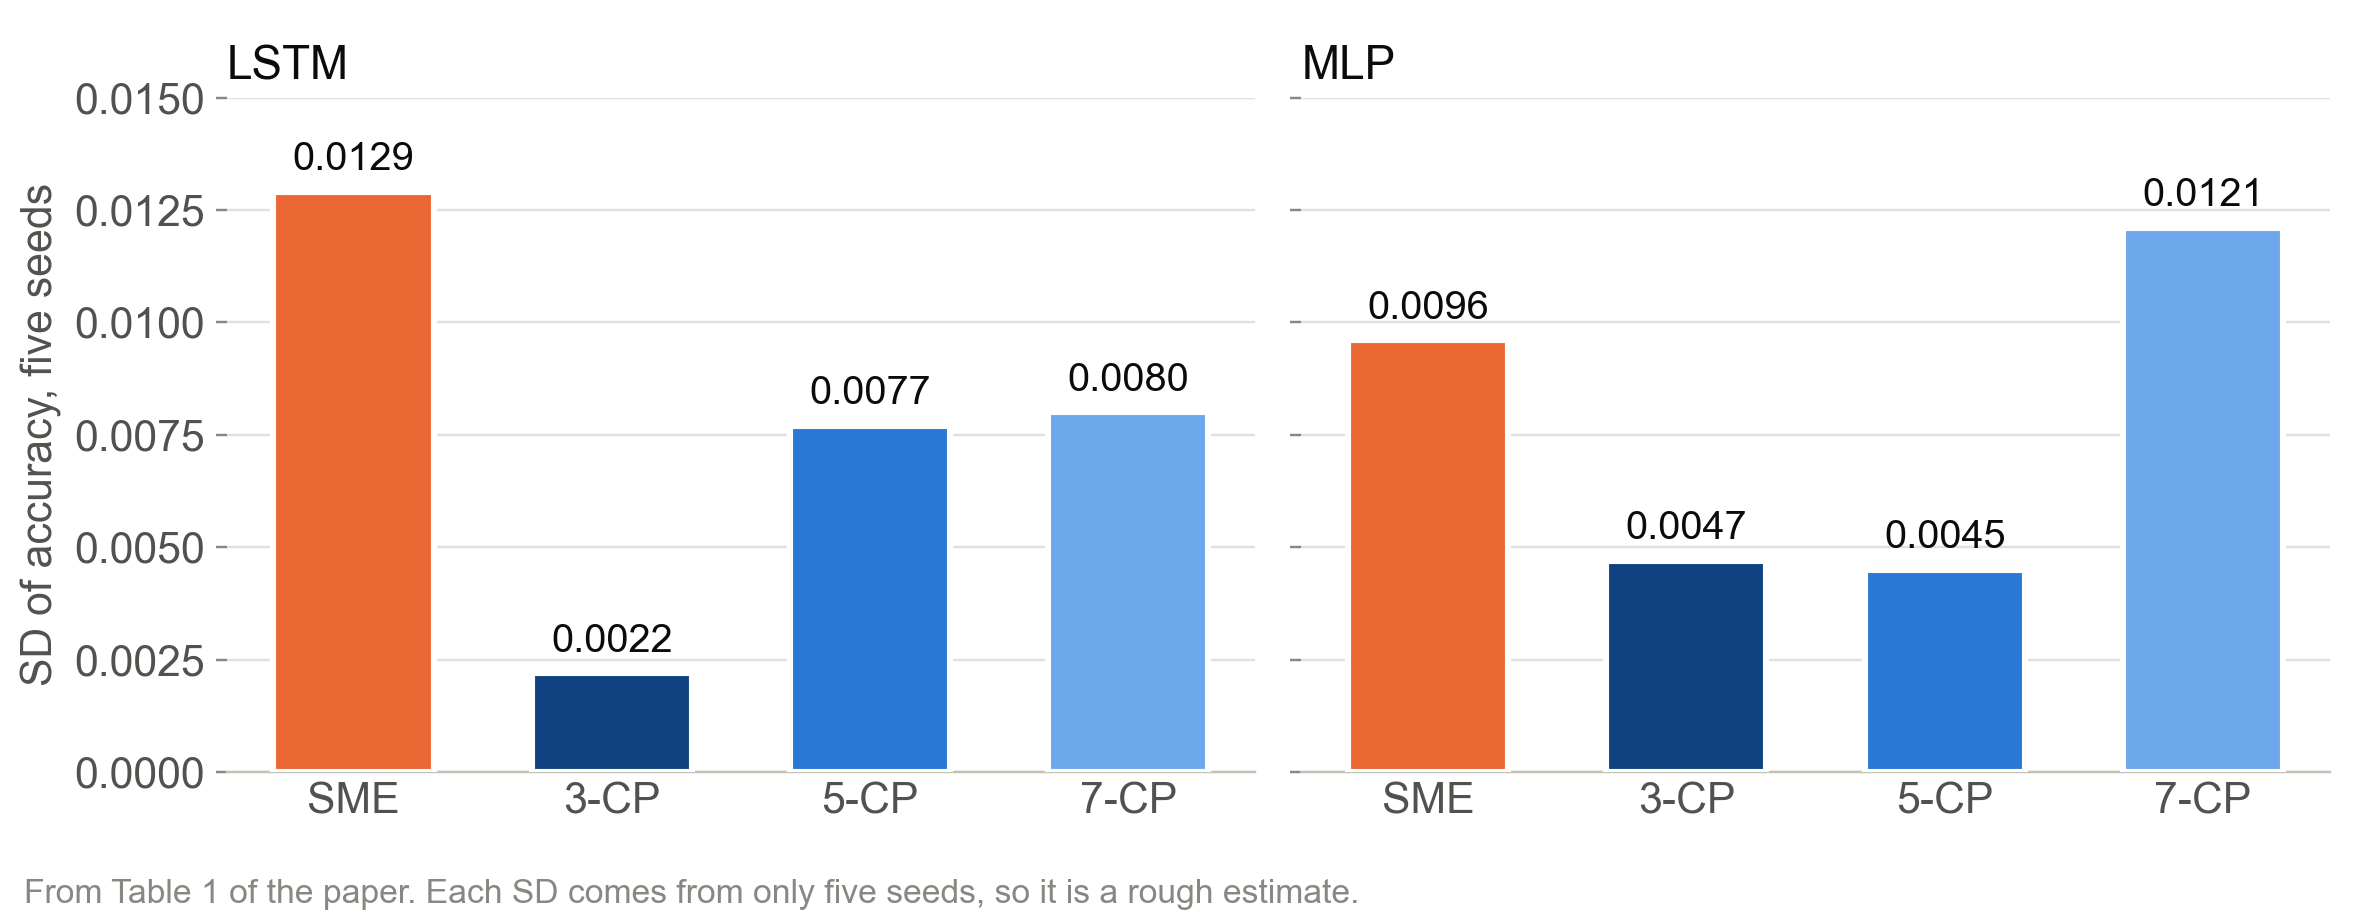 LSTM
MLP
SD of accuracy, five seeds
0.0150
0.0125
0.0100
0.0075
0.0050
0.0025
0.0000
0.0129
0.0022
0.0077
0.0080
0.0096
0.0047
0.0045
0.0121
SME 3-CP 5-CP 7-CP
SME 3-CP 5-CP 7-CP
From Table 1 of the paper. Each SD comes from only five seeds, so it is a rough estimate.